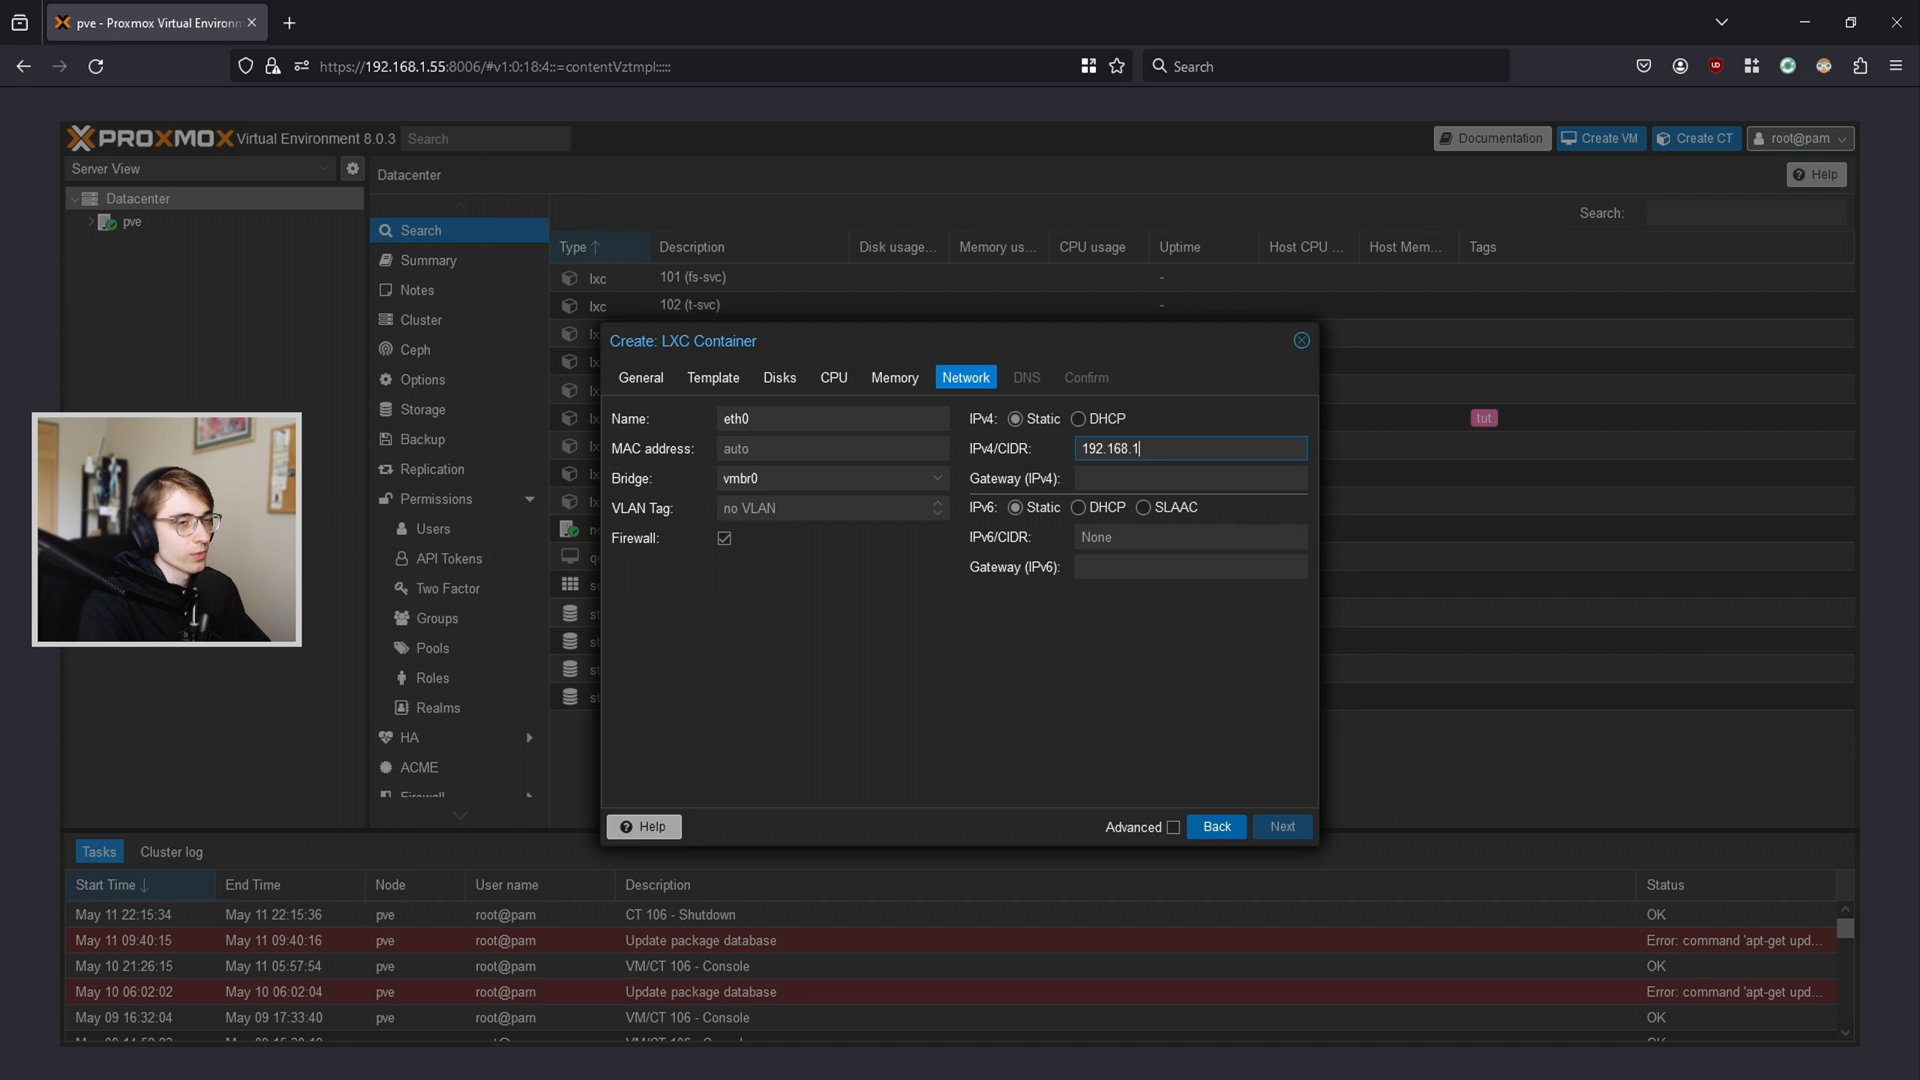 pve - Proxmox Virtual Environm
https://192.168.1.55:8006/#v1:0:18:4::=contentVztmpl:::::
Search
PROXMOX Virtual Environment 8.0.3
Search
Documentation
Create VM
Create CT
root@pam
Server View
Datacenter
Help
Datacenter
pve
Search:
Search
Summary
Notes
Cluster
Ceph
Options
Storage
Backup
Replication
Permissions
Users
API Tokens
Two Factor
Groups
Pools
Roles
Realms
HA
ACME
Firewall
Type Description Disk usage... Memory us... CPU usage Uptime Host CPU ... Host Mem... Tags
lxc 101 (fs-svc) -
lxc 102 (t-svc) -
tut
Create: LXC Container
General Template Disks CPU Memory Network DNS Confirm
Name: eth0
MAC address: auto
Bridge: vmbr0
VLAN Tag: no VLAN
Firewall:
IPv4: Static DHCP
IPv4/CIDR: 192.168.1
Gateway (IPv4):
IPv6: Static DHCP SLAAC
IPv6/CIDR: None
Gateway (IPv6):
Help
Advanced
Back
Next
Tasks Cluster log
Start Time End Time Node User name Description Status
May 11 22:15:34 May 11 22:15:36 pve root@pam CT 106 - Shutdown OK
May 11 09:40:15 May 11 09:40:16 pve root@pam Update package database Error: command 'apt-get upd...
May 10 21:26:15 May 11 05:57:54 pve root@pam VM/CT 106 - Console OK
May 10 06:02:02 May 10 06:02:04 pve root@pam Update package database Error: command 'apt-get upd...
May 09 16:32:04 May 09 17:33:40 pve root@pam VM/CT 106 - Console OK